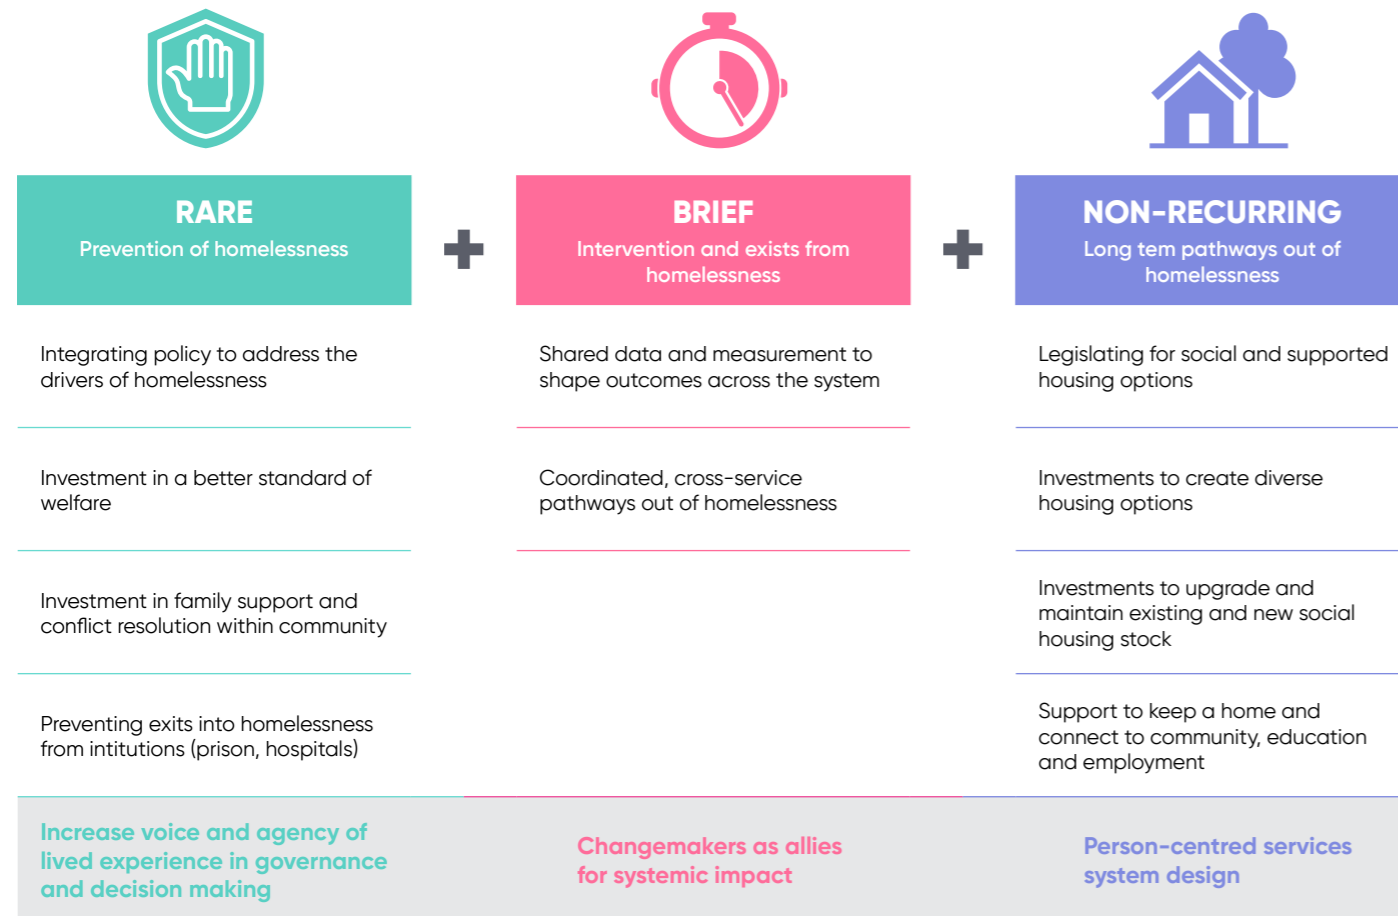 RARE
Prevention of homelessness
BRIEF
Intervention and exists from
homelessness
NON-RECURRING
Long tem pathways out of
homelessness
Integrating policy to address the
drivers of homelessness
Investment in a better standard of
welfare
Investment in family support and
conflict resolution within community
Preventing exits into homelessness
from intitutions (prison, hospitals)
Shared data and measurement to
shape outcomes across the system
Coordinated, cross-service
pathways out of homelessness
Legislating for social and supported
housing options
Investments to create diverse
housing options
Investments to upgrade and
maintain existing and new social
housing stock
Support to keep a home and
connect to community, education
and employment
Increase voice and agency of
lived experience in governance
and decision making
Changemakers as allies
for systemic impact
Person-centred services
system design